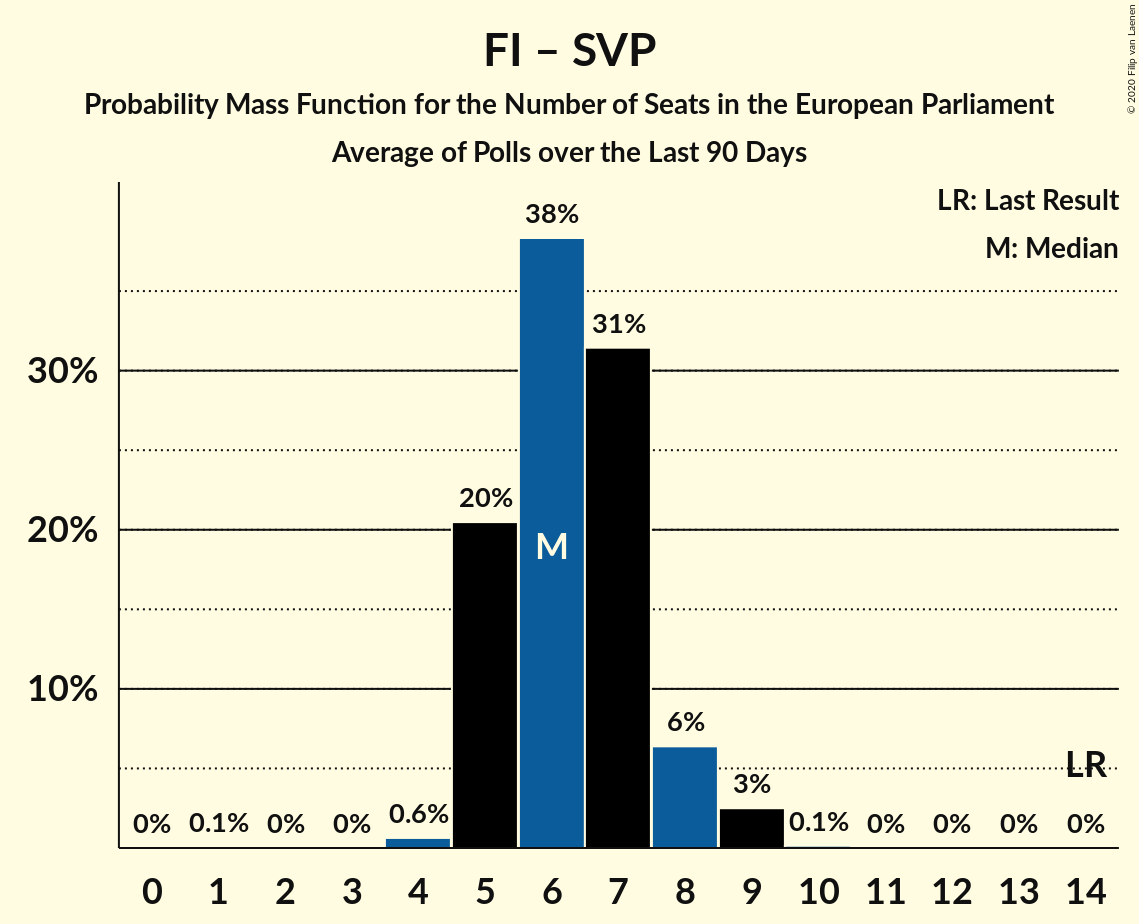 FI – SVP
Probability Mass Function for the Number of Seats in the European Parliament
Average of Polls over the Last 90 Days
© 2020 Filip van Laenen
LR: Last Result
M: Median
38%
31%
30%
20%
20%
M
10%
6%
LR
3%
0% 0.1% 0% 0% 0.6% 0.1% 0% 0% 0% 0%
0 1 2 3 4 5 6 7 8 9 10 11 12 13 14